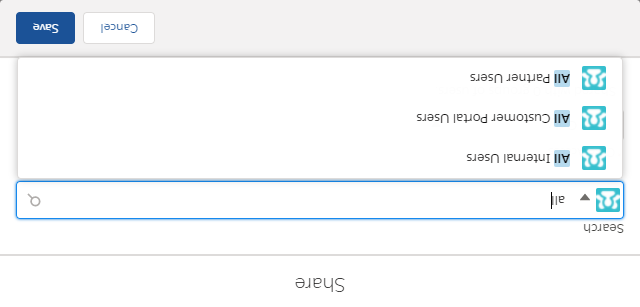 Share
Search
all
All Internal Users
All Customer Portal Users
All Partner Users
Cancel
Save